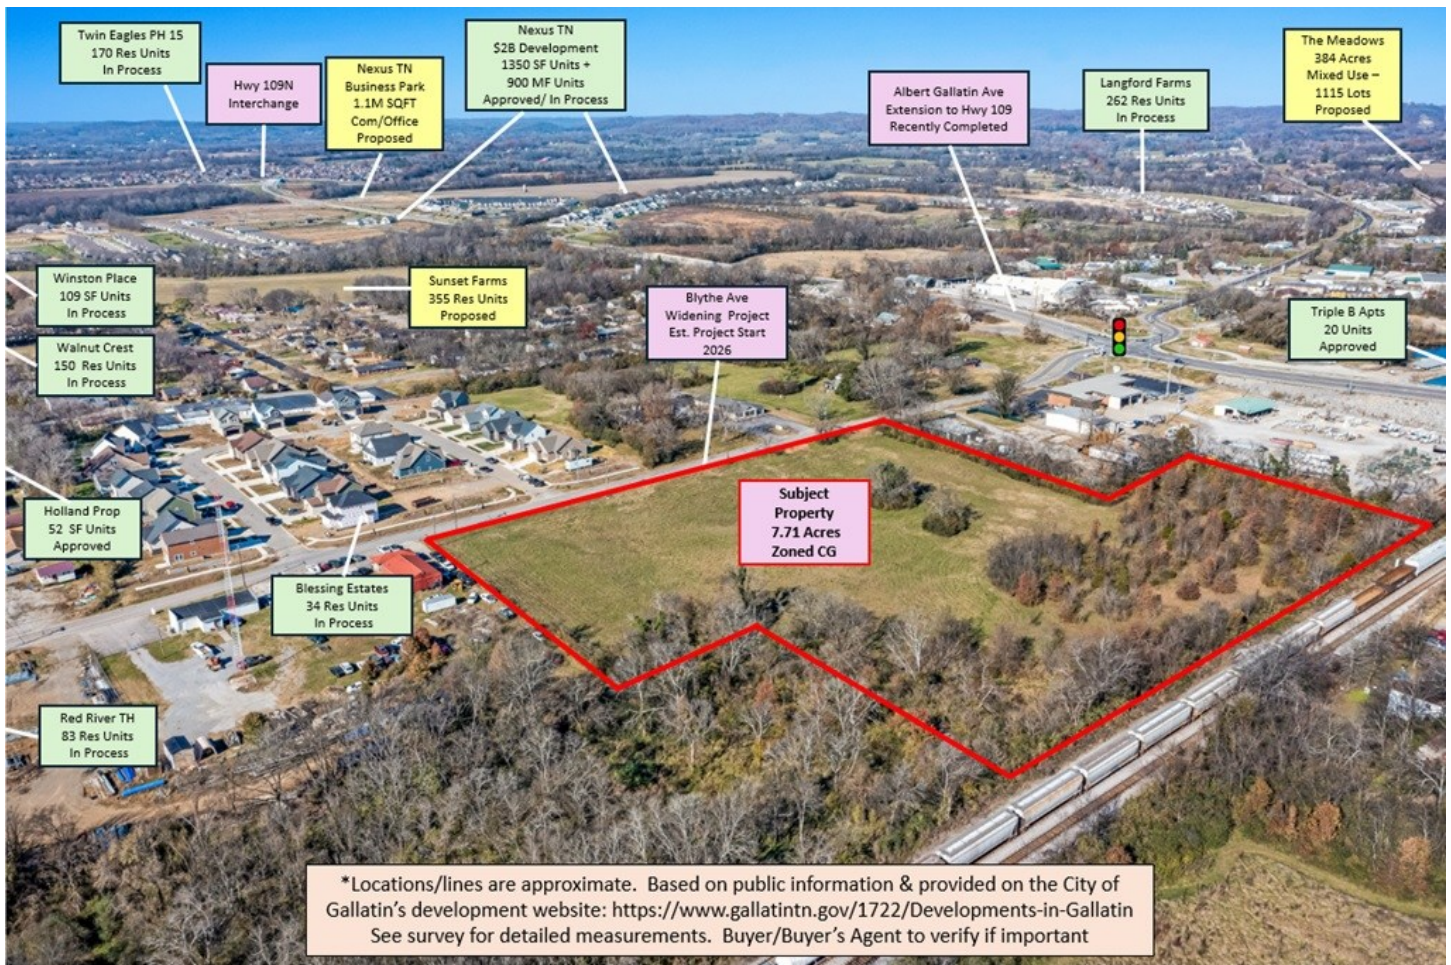 Twin Eagles PH 15
170 Res Units
In Process
Hwy 109N
Interchange
Nexus TN
Business Park
1.1M SQFT
Com/Office
Proposed
Nexus TN
$2B Development
1350 SF Units +
900 MF Units
Approved/ In Process
Albert Gallatin Ave
Extension to Hwy 109
Recently Completed
Langford Farms
262 Res Units
In Process
The Meadows
384 Acres
Mixed Use –
1115 Lots
Proposed
Winston Place
109 SF Units
In Process
Sunset Farms
355 Res Units
Proposed
Blythe Ave
Widening Project
Est. Project Start
2026
Triple B Apts
20 Units
Approved
Walnut Crest
150 Res Units
In Process
Subject
Property
7.71 Acres
Zoned CG
Holland Prop
52 SF Units
Approved
Blessing Estates
34 Res Units
In Process
Red River TH
83 Res Units
In Process
*Locations/lines are approximate. Based on public information & provided on the City of
Gallatin’s development website: https://www.gallatintn.gov/1722/Developments-in-Gallatin
See survey for detailed measurements. Buyer/Buyer’s Agent to verify if important